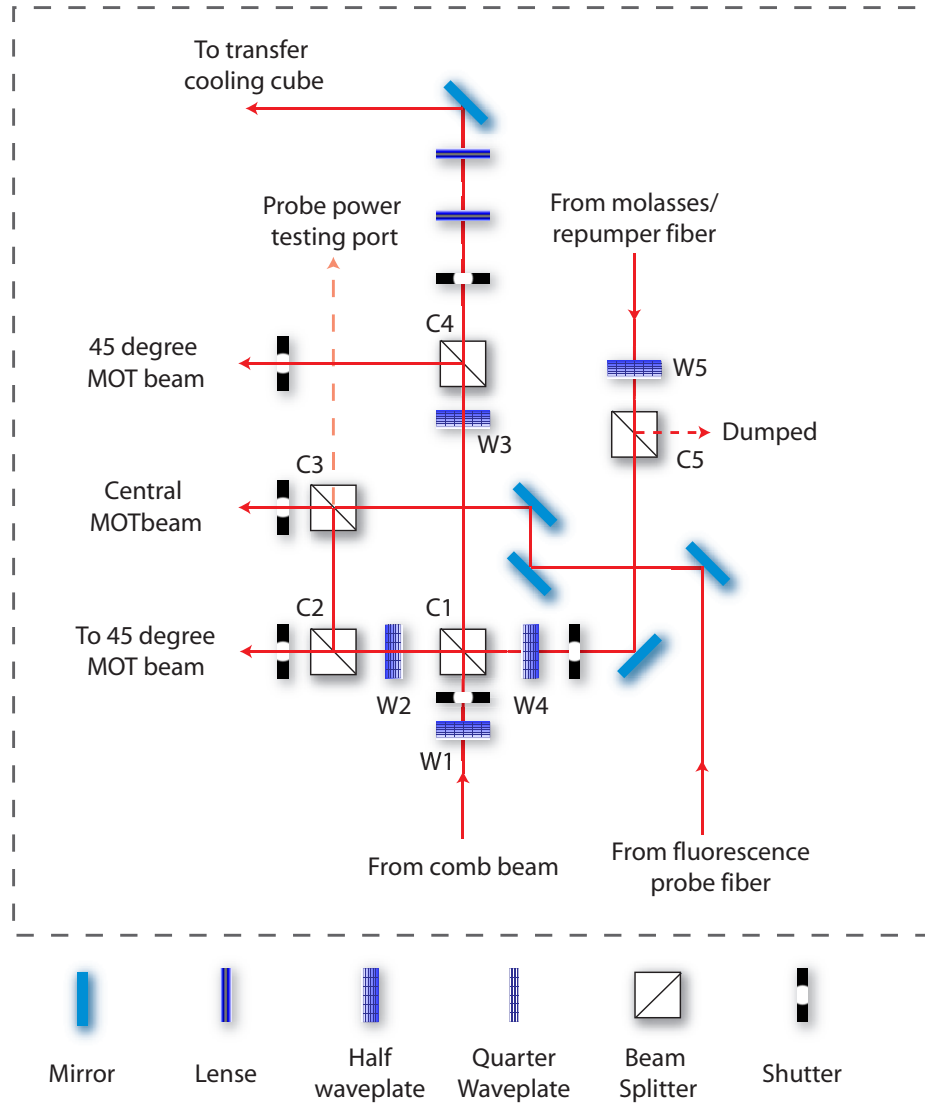 To transfer
cooling cube
Probe power
testing port
From molasses/
repumper fiber
C4
45 degree
MOT beam
W5
W3
Dumped
C5
C3
Central
MOTbeam
C2
C1
To 45 degree
MOT beam
W2
W4
W1
From comb beam
From fluorescence
probe fiber
Mirror
Lense
Half
waveplate
Quarter
Waveplate
Beam
Splitter
Shutter